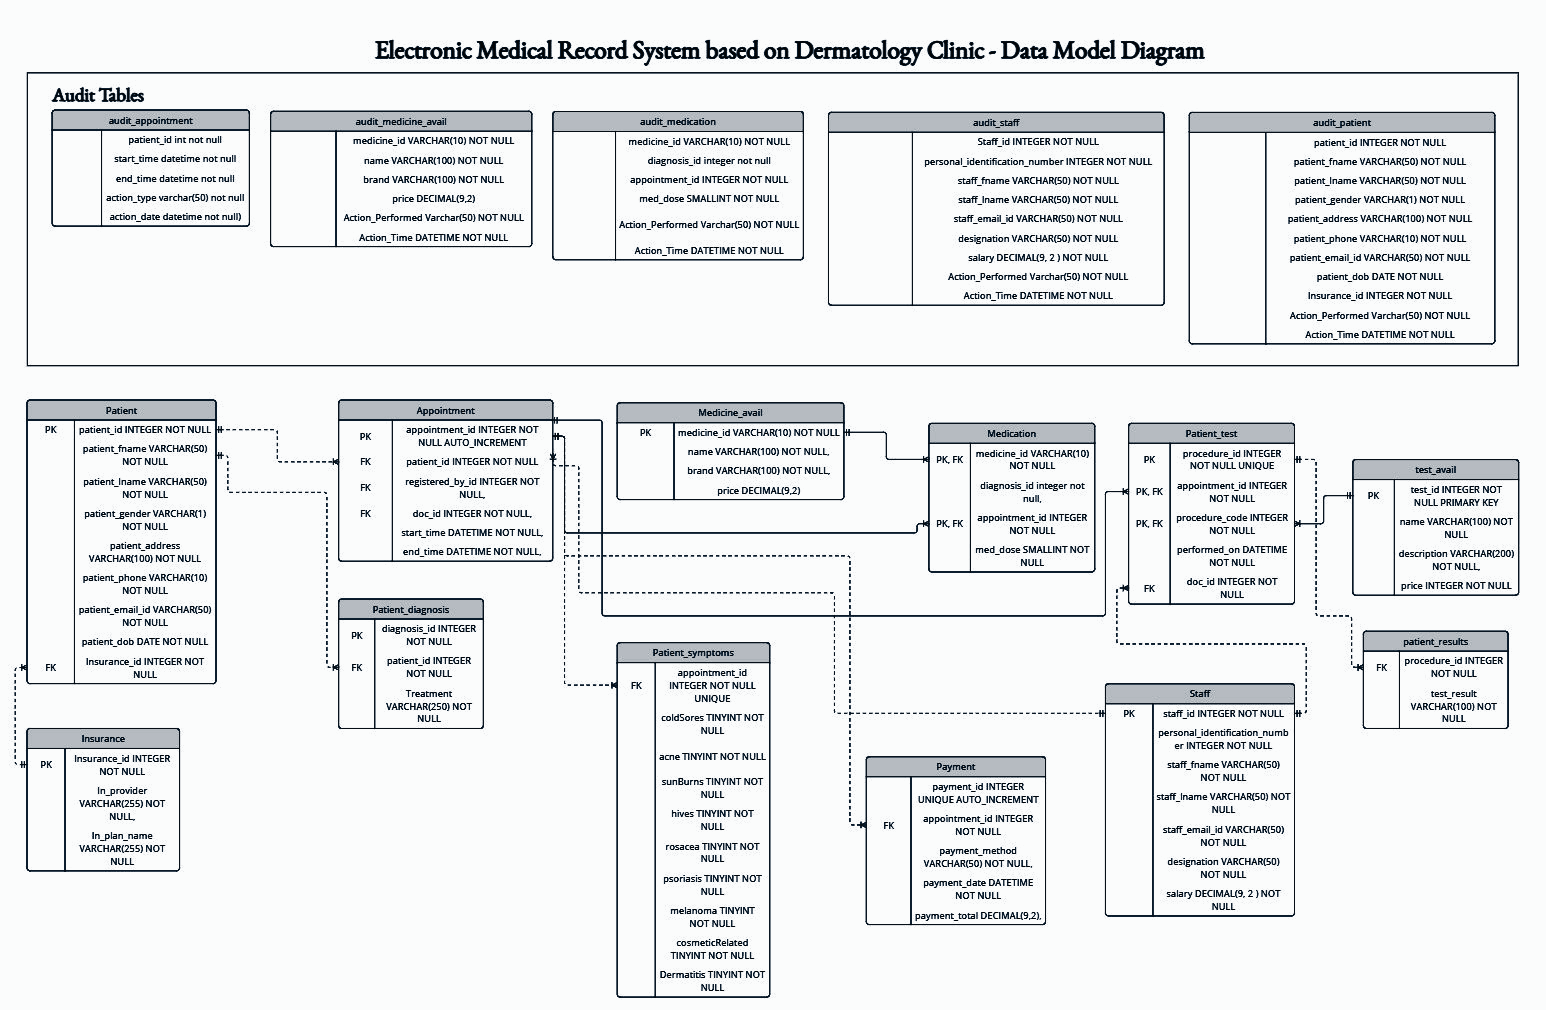 Electronic Medical Record System based on Dermatology Clinic - Data Model Diagram
Audit Tables
audit_appointment
patient_id int not null
start_time datetime not null
end_time datetime not null
action_type varchar(50) not null
action_date datetime not null)
audit_medicine_avail
medicine_id VARCHAR(10) NOT NULL
name VARCHAR(100) NOT NULL
brand VARCHAR(100) NOT NULL
price DECIMAL(9,2)
Action_Performed Varchar(50) NOT NULL
Action_Time DATETIME NOT NULL
audit_medication
medicine_id VARCHAR(10) NOT NULL
diagnosis_id integer not null
appointment_id INTEGER NOT NULL
med_dose SMALLINT NOT NULL
Action_Performed Varchar(50) NOT NULL
Action_Time DATETIME NOT NULL
audit_staff
Staff_id INTEGER NOT NULL
personal_identification_number INTEGER NOT NULL
staff_fname VARCHAR(50) NOT NULL
staff_lname VARCHAR(50) NOT NULL
staff_email_id VARCHAR(50) NOT NULL
designation VARCHAR(50) NOT NULL
salary DECIMAL(9, 2 ) NOT NULL
Action_Performed Varchar(50) NOT NULL
Action_Time DATETIME NOT NULL
audit_patient
patient_id INTEGER NOT NULL
patient_fname VARCHAR(50) NOT NULL
patient_lname VARCHAR(50) NOT NULL
patient_gender VARCHAR(1) NOT NULL
patient_address VARCHAR(100) NOT NULL
patient_phone VARCHAR(10) NOT NULL
patient_email_id VARCHAR(50) NOT NULL
patient_dob DATE NOT NULL
Insurance_id INTEGER NOT NULL
Action_Performed Varchar(50) NOT NULL
Action_Time DATETIME NOT NULL
Patient
PK patient_id INTEGER NOT NULL
patient_fname VARCHAR(50)
NOT NULL
patient_lname VARCHAR(50)
NOT NULL
patient_gender VARCHAR(1)
NOT NULL
patient_address
VARCHAR(100) NOT NULL
patient_phone VARCHAR(10)
NOT NULL
patient_email_id VARCHAR(50)
NOT NULL
patient_dob DATE NOT NULL
FK Insurance_id INTEGER NOT
NULL
Insurance
PK Insurance_id INTEGER
NOT NULL
In_provider
VARCHAR(255) NOT
NULL,
In_plan_name
VARCHAR(255) NOT
NULL
Appointment
PK appointment_id INTEGER NOT
NULL AUTO_INCREMENT
FK patient_id INTEGER NOT NULL
FK registered_by_id INTEGER NOT
NULL,
FK doc_id INTEGER NOT NULL,
start_time DATETIME NOT NULL,
end_time DATETIME NOT NULL,
Patient_diagnosis
PK diagnosis_id INTEGER
NOT NULL
FK patient_id INTEGER
NOT NULL
Treatment
VARCHAR(250) NOT
NULL
Medicine_avail
PK medicine_id VARCHAR(10) NOT NULL
name VARCHAR(100) NOT NULL,
brand VARCHAR(100) NOT NULL,
price DECIMAL(9,2)
Patient_symptoms
FK appointment_id
INTEGER NOT NULL
UNIQUE
coldSores TINYINT NOT
NULL
acne TINYINT NOT NULL
sunBurns TINYINT NOT
NULL
hives TINYINT NOT
NULL
rosacea TINYINT NOT
NULL
psoriasis TINYINT NOT
NULL
melanoma TINYINT
NOT NULL
cosmeticRelated
TINYINT NOT NULL
Dermatitis TINYINT NOT
NULL
Medication
PK, FK medicine_id VARCHAR(10)
NOT NULL
diagnosis_id integer not
null,
PK, FK appointment_id INTEGER
NOT NULL
med_dose SMALLINT NOT
NULL
Payment
payment_id INTEGER
UNIQUE AUTO_INCREMENT
FK appointment_id INTEGER
NOT NULL
payment_method
VARCHAR(50) NOT NULL,
payment_date DATETIME
NOT NULL
payment_total DECIMAL(9,2),
Patient_test
PK procedure_id INTEGER
NOT NULL UNIQUE
PK, FK appointment_id INTEGER
NOT NULL
PK, FK procedure_code INTEGER
NOT NULL
performed_on DATETIME
NOT NULL
FK doc_id INTEGER NOT
NULL
Staff
PK staff_id INTEGER NOT NULL
personal_identification_numb
er INTEGER NOT NULL
staff_fname VARCHAR(50)
NOT NULL
staff_lname VARCHAR(50) NOT
NULL
staff_email_id VARCHAR(50)
NOT NULL
designation VARCHAR(50)
NOT NULL
salary DECIMAL(9, 2 ) NOT
NULL
test_avail
PK test_id INTEGER NOT
NULL PRIMARY KEY
name VARCHAR(100) NOT
NULL
description VARCHAR(200)
NOT NULL,
price INTEGER NOT NULL
patient_results
FK procedure_id INTEGER
NOT NULL
test_result
VARCHAR(100) NOT
NULL